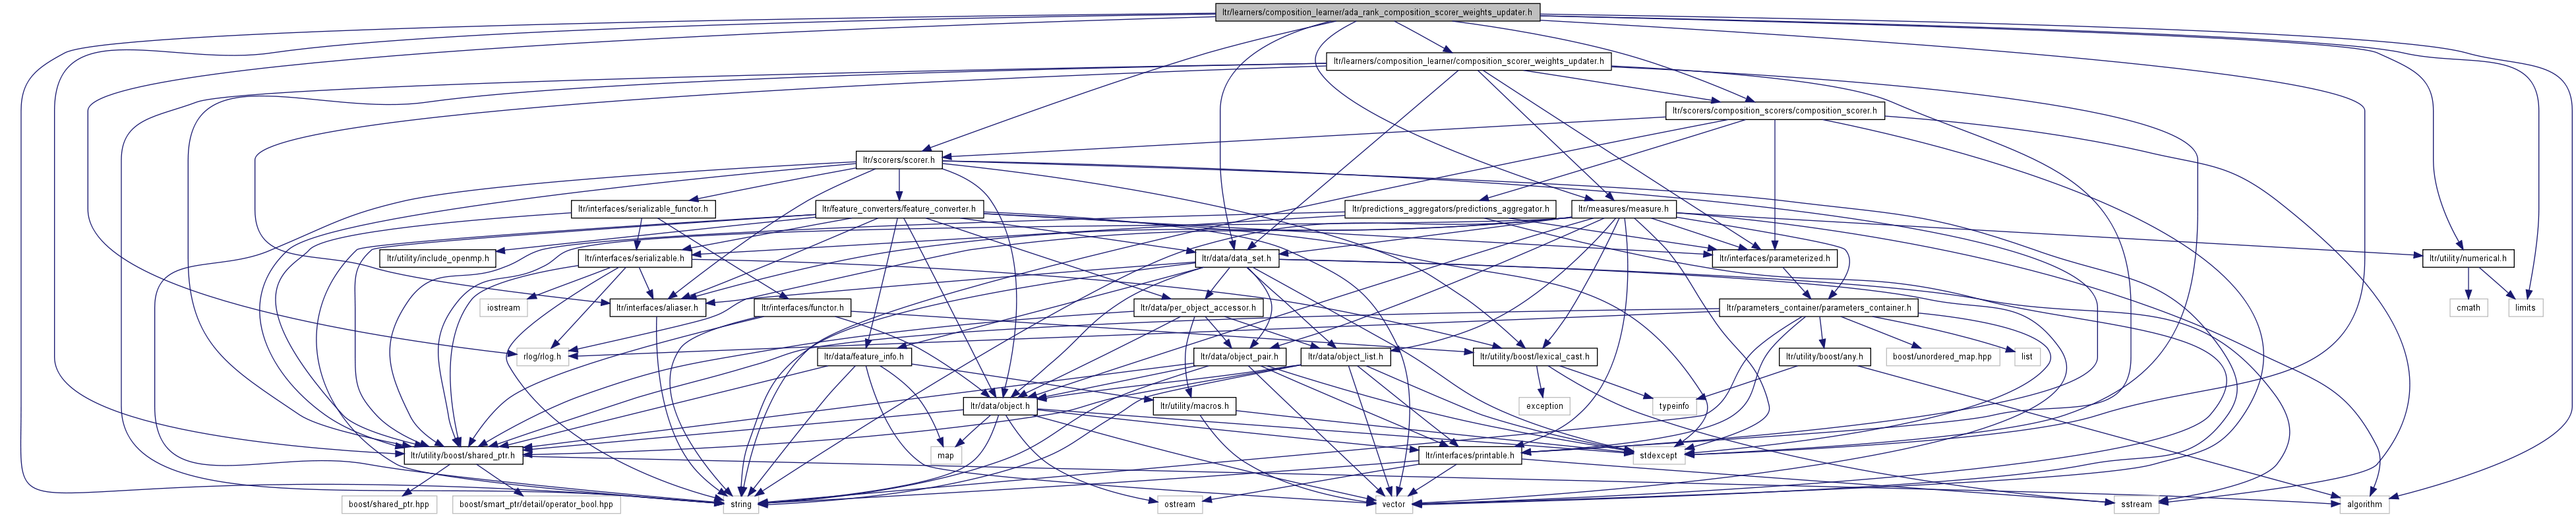 ltr/learners/composition_learner/ada_rank_composition_scorer_weights_updater.h
ltr/learners/composition_learner/composition_scorer_weights_updater.h
ltr/scorers/composition_scorers/composition_scorer.h
ltr/scorers/scorer.h
ltr/interfaces/serializable_functor.h
ltr/feature_converters/feature_converter.h
ltr/predictions_aggregators/predictions_aggregator.h
ltr/measures/measure.h
ltr/utility/include_openmp.h
ltr/interfaces/serializable.h
ltr/data/data_set.h
ltr/interfaces/parameterized.h
ltr/utility/numerical.h
iostream
ltr/interfaces/aliaser.h
ltr/interfaces/functor.h
ltr/data/per_object_accessor.h
ltr/parameters_container/parameters_container.h
cmath
limits
rlog/rlog.h
ltr/data/feature_info.h
ltr/data/object_pair.h
ltr/data/object_list.h
ltr/utility/boost/lexical_cast.h
ltr/utility/boost/any.h
boost/unordered_map.hpp
list
ltr/data/object.h
ltr/utility/macros.h
exception
typeinfo
ltr/utility/boost/shared_ptr.h
map
ltr/interfaces/printable.h
stdexcept
boost/shared_ptr.hpp
boost/smart_ptr/detail/operator_bool.hpp
string
ostream
vector
sstream
algorithm